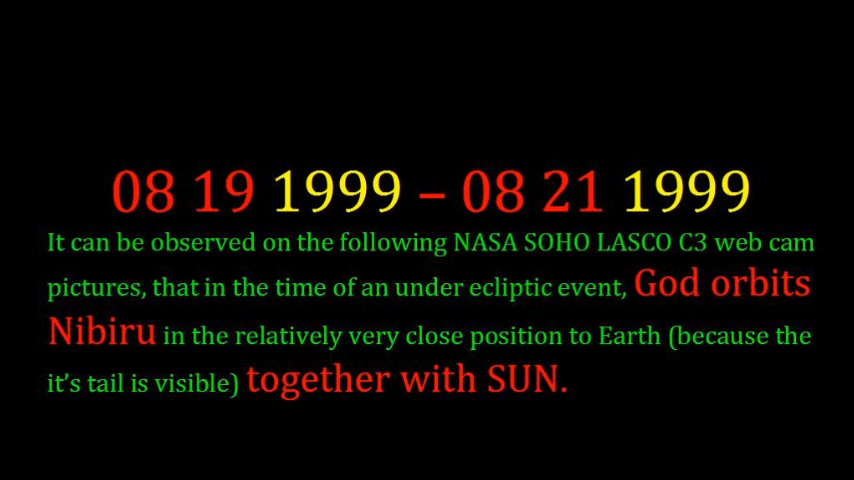 08 19 1999 – 08 21 1999
It can be observed on the following NASA SOHO LASCO C3 web cam
pictures, that in the time of an under ecliptic event, God orbits
Nibiru in the relatively very close position to Earth (because the
it’s tail is visible) together with SUN.